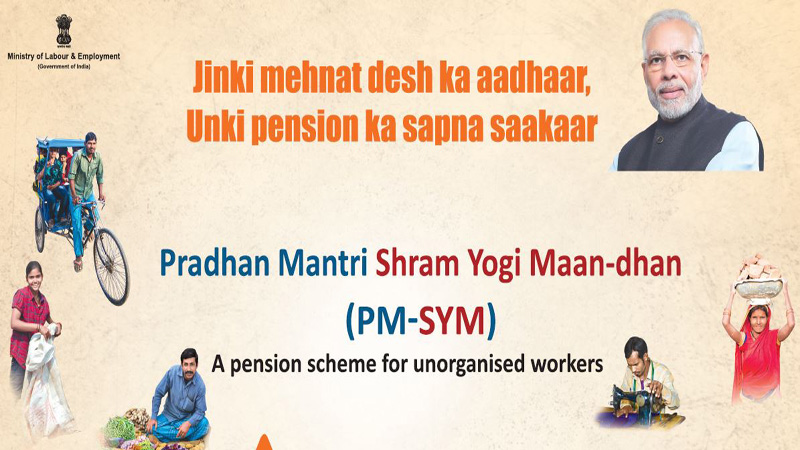 Ministry of Labour & Employment
(Government of India)
Jinki mehnat desh ka aadhaar,
Unki pension ka sapna saakaar
Pradhan Mantri Shram Yogi Maan-dhan
(PM-SYM)
A pension scheme for unorganised workers